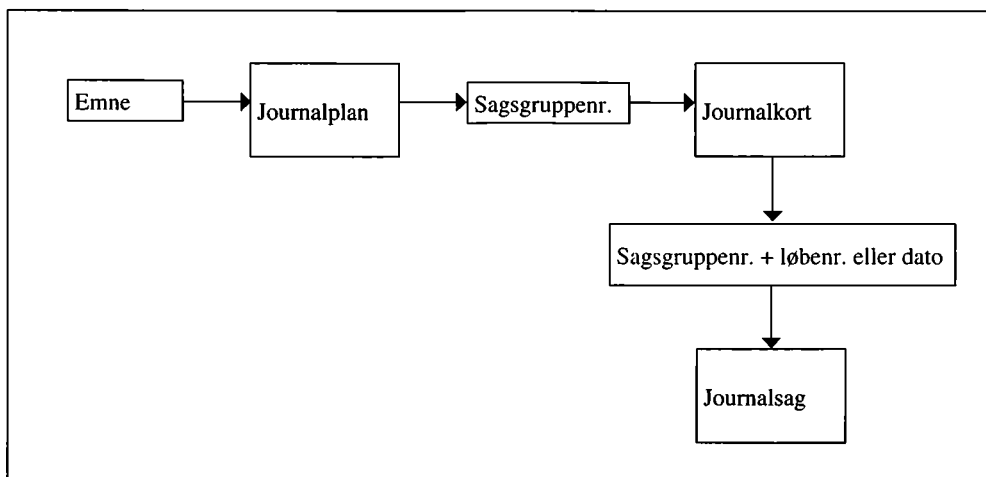 Emne
Journalplan
Sagsgruppenr.
Journalkort
Sagsgruppenr. + løbenr. eller dato
Journalsag